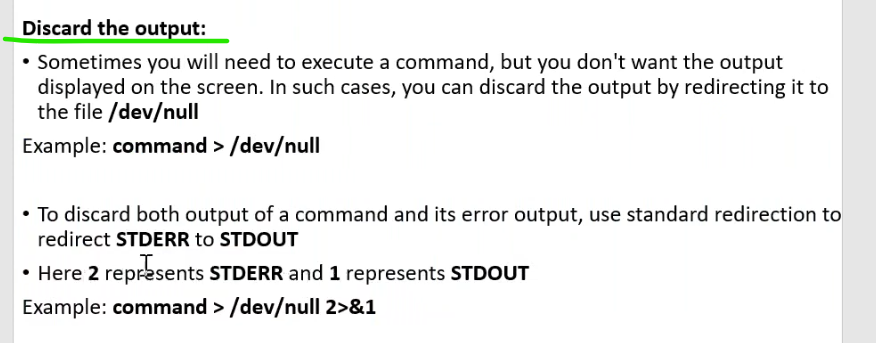 Discard the output:
• Sometimes you will need to execute a command, but you don't want the output
displayed on the screen. In such cases, you can discard the output by redirecting it to
the file /dev/null
Example: command > /dev/null
• To discard both output of a command and its error output, use standard redirection to
redirect STDERR to STDOUT
• Here 2 represents STDERR and 1 represents STDOUT
Example: command > /dev/null 2>&1